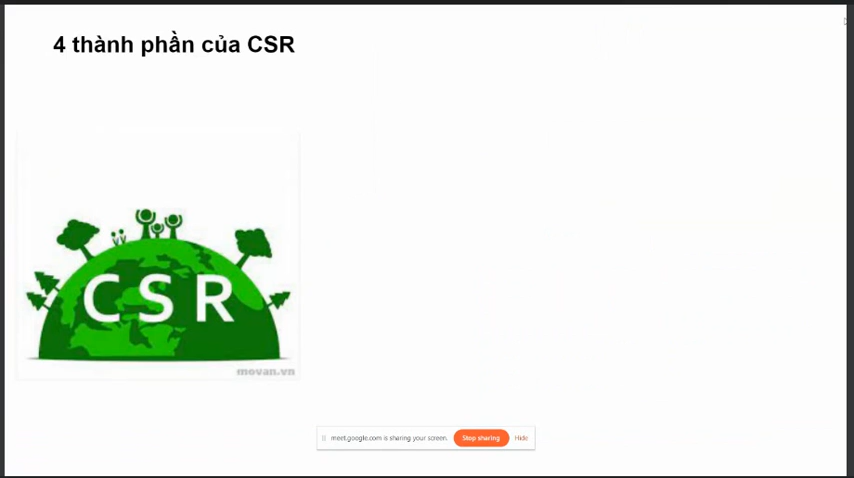 4 thành phần của CSR
CSR
movan.vn
meet.google.com is sharing your screen.
Stop sharing
Hide